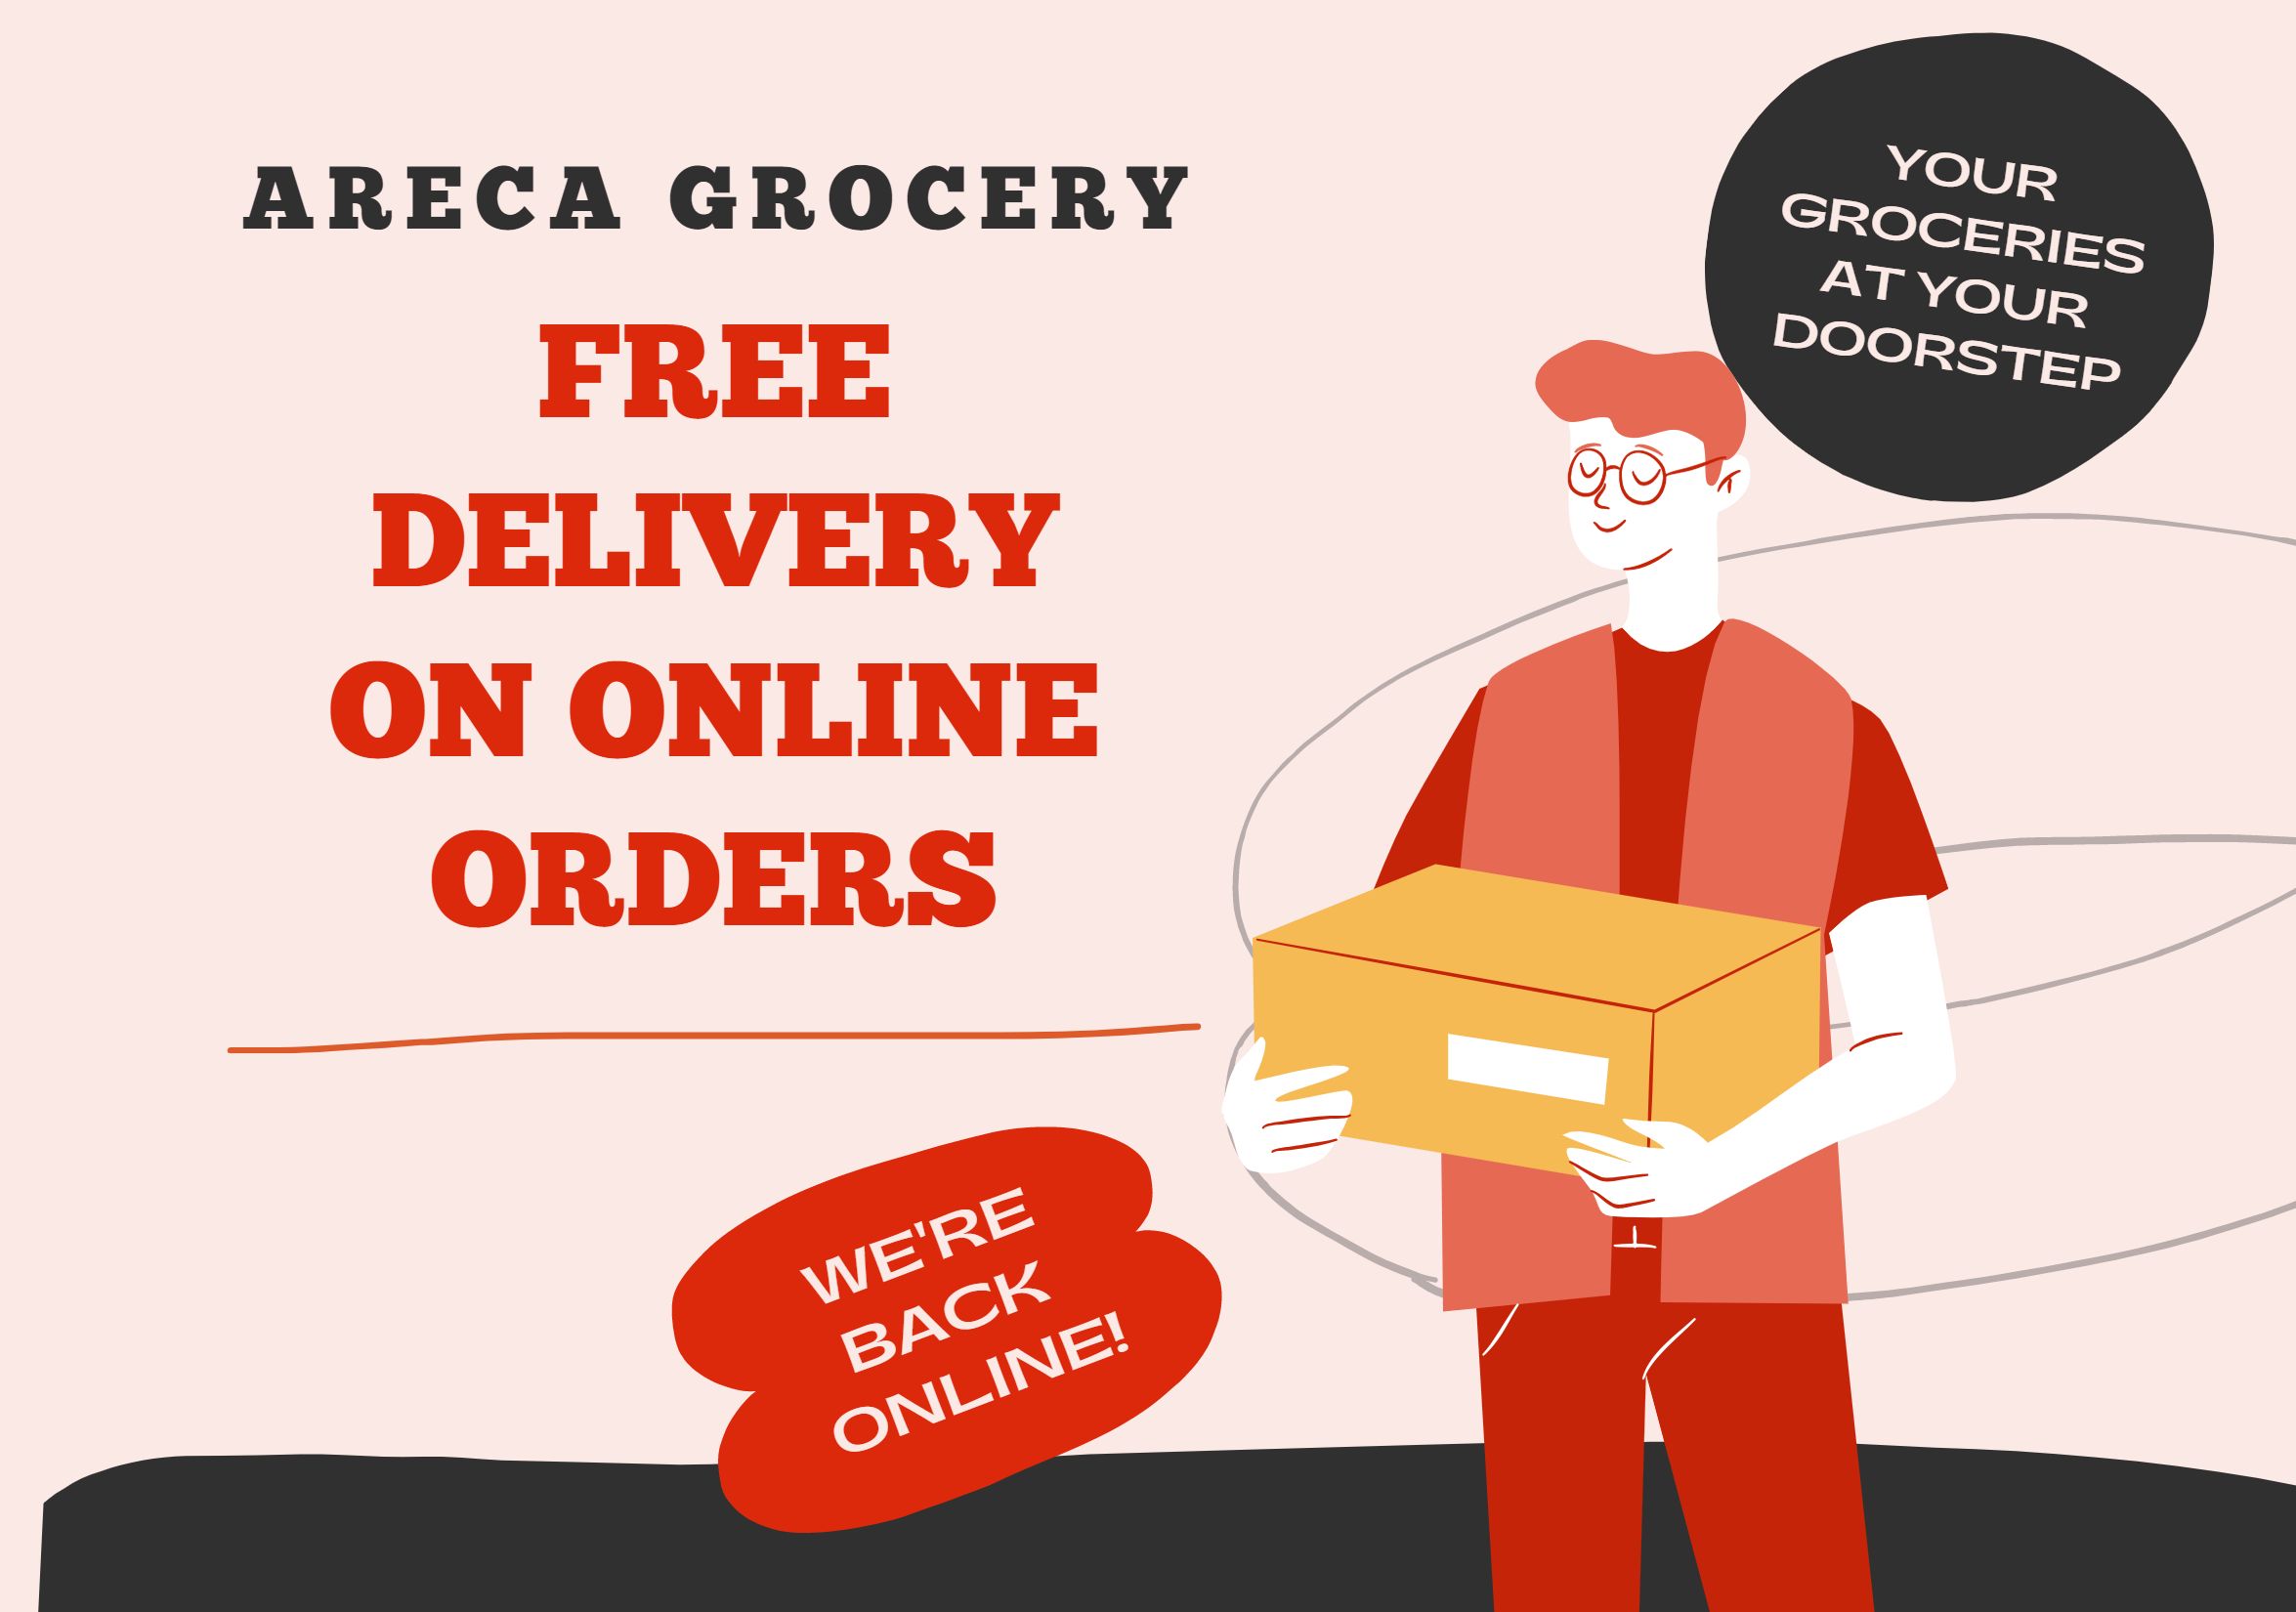 ARECA GROCERY
FREE
DELIVERY
ON ONLINE
ORDERS
YOUR
GROCERIES
AT YOUR
DOORSTEP
WE'RE
BACK
ONLINE!